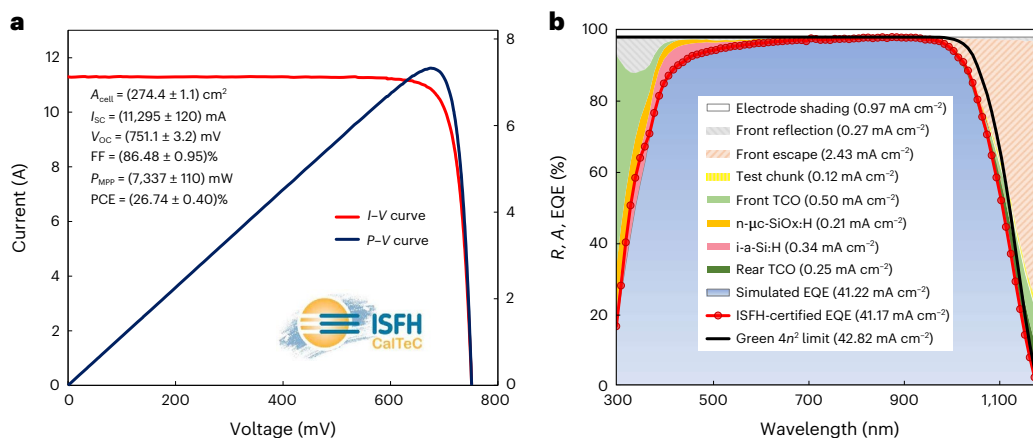 a
12
10
8
6
4
2
0
Current (A)
8
6
4
2
0
0
200
400
600
800
Voltage (mV)
A_cell = (274.4 ± 1.1) cm²
I_SC = (11,295 ± 120) mA
V_OC = (751.1 ± 3.2) mV
FF = (86.48 ± 0.95)%
P_MPP = (7,337 ± 110) mW
PCE = (26.74 ± 0.40)%
I–V curve
P–V curve
ISFH
CalTeC
b
100
80
60
40
20
0
R, A, EQE (%)
300
500
700
900
1,100
Wavelength (nm)
Electrode shading (0.97 mA cm⁻²)
Front reflection (0.27 mA cm⁻²)
Front escape (2.43 mA cm⁻²)
Test chunk (0.12 mA cm⁻²)
Front TCO (0.50 mA cm⁻²)
n-μc-SiOx:H (0.21 mA cm⁻²)
i-a-Si:H (0.34 mA cm⁻²)
Rear TCO (0.25 mA cm⁻²)
Simulated EQE (41.22 mA cm⁻²)
ISFH-certified EQE (41.17 mA cm⁻²)
Green 4n² limit (42.82 mA cm⁻²)